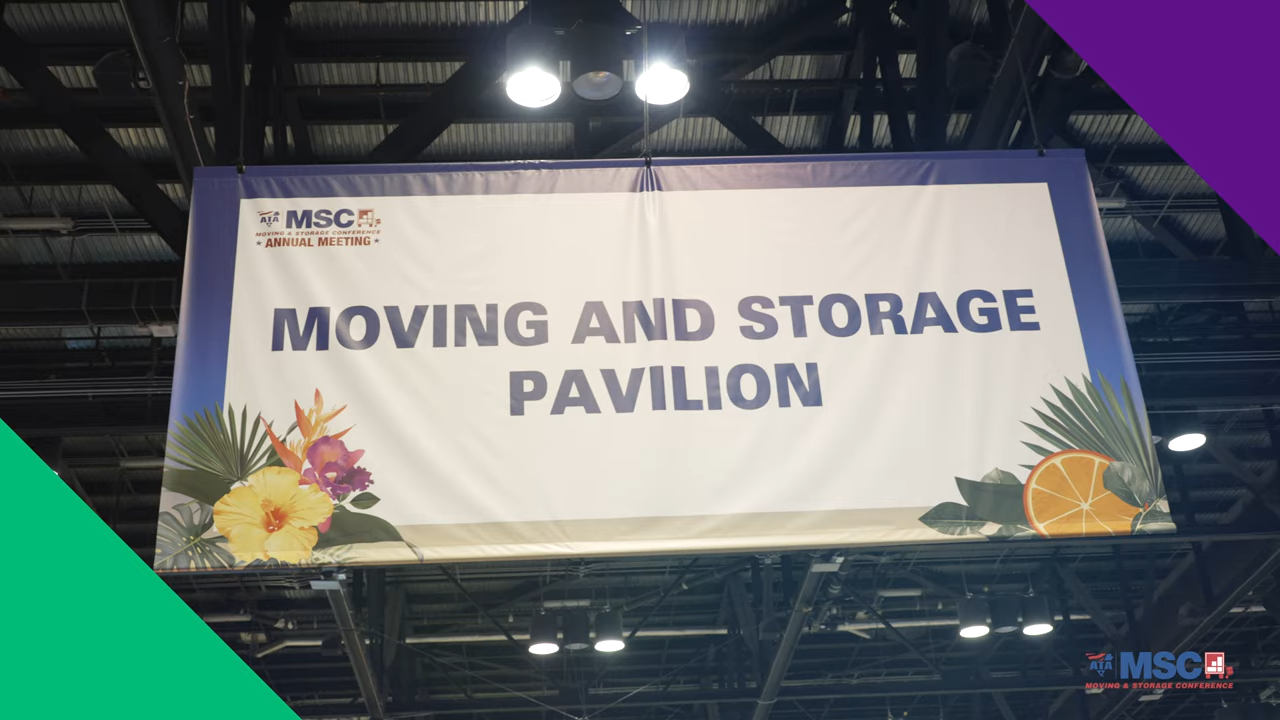 ATA MSC
MOVING & STORAGE CONFERENCE
ANNUAL MEETING
MOVING AND STORAGE
PAVILION
ATA MSC
MOVING & STORAGE CONFERENCE